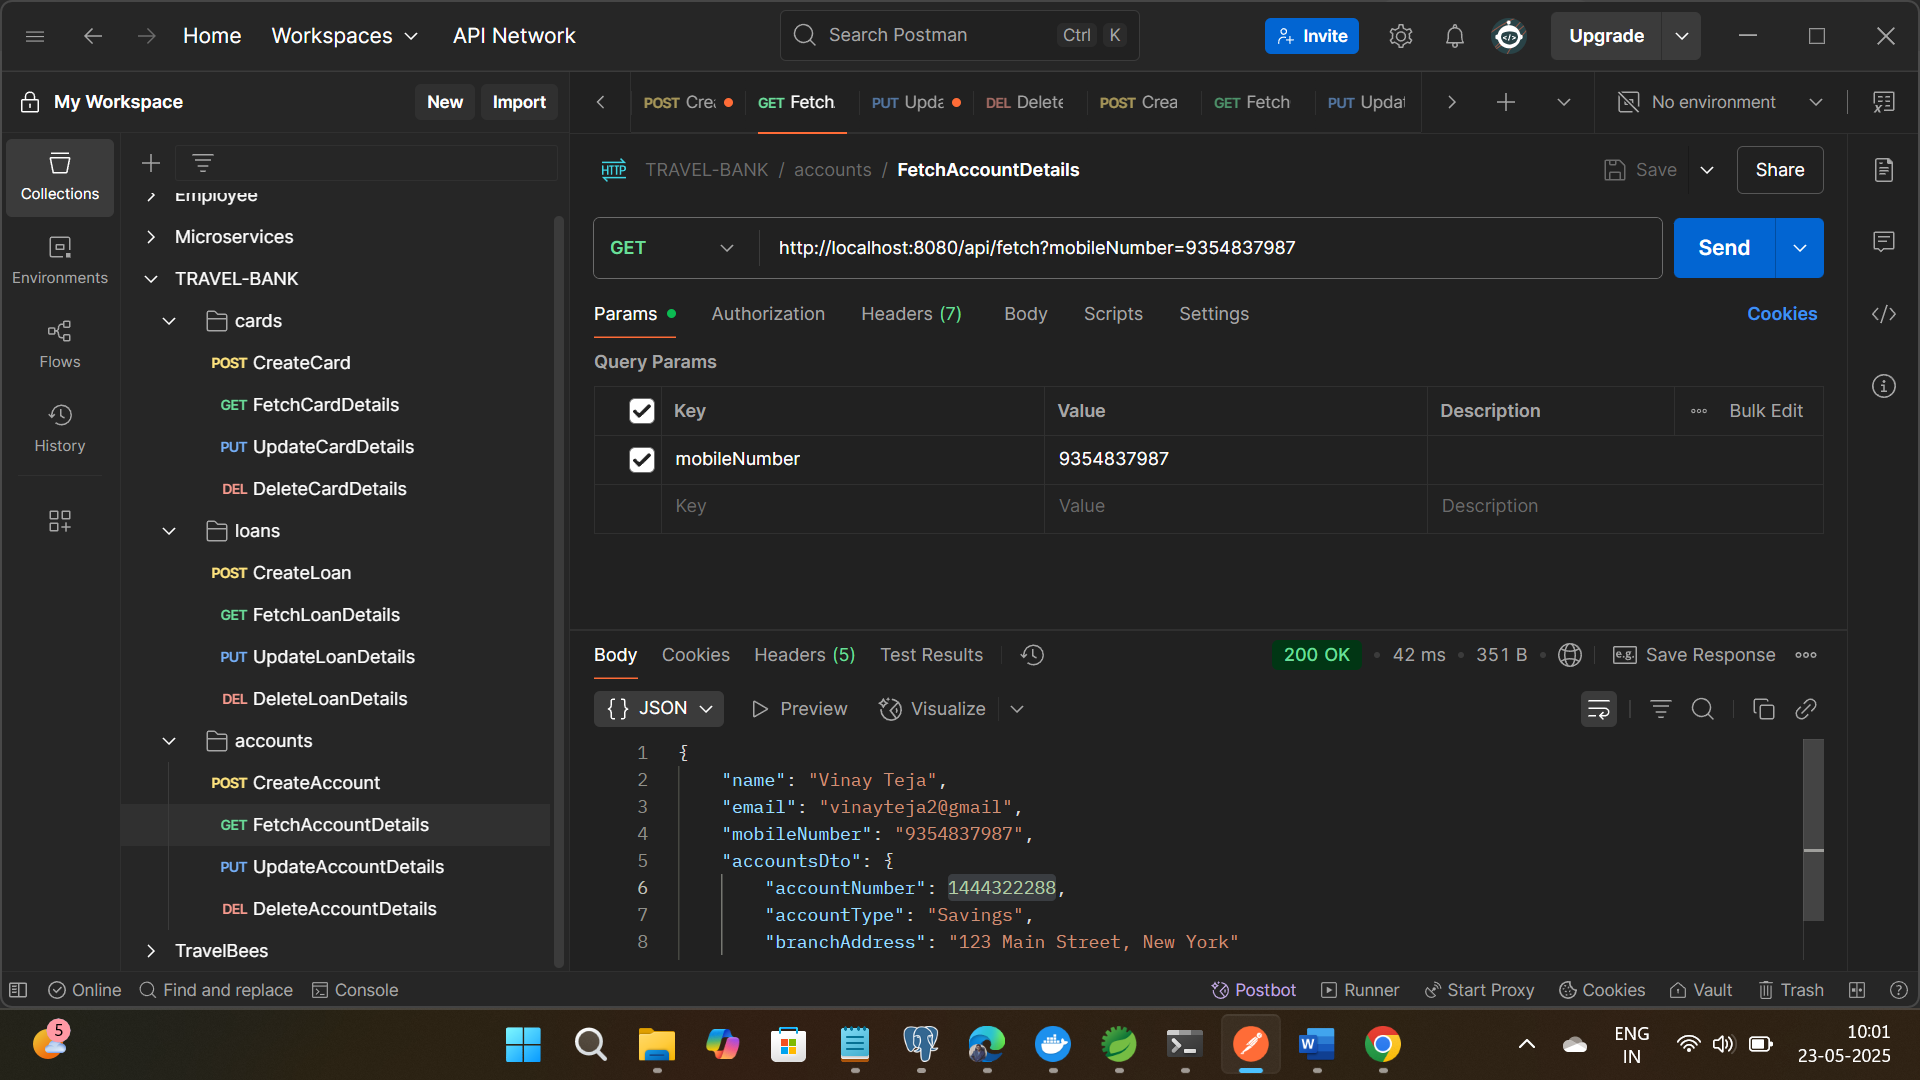 Home
Workspaces
API Network
Search Postman
Ctrl K
Invite
Upgrade
My Workspace
New
Import
POST Cre
GET Fetch
PUT Upda
DEL Delete
POST Crea
GET Fetch
PUT Updat
No environment
Collections
Environments
Flows
History
Employee
Microservices
TRAVEL-BANK
cards
POST CreateCard
GET FetchCardDetails
PUT UpdateCardDetails
DEL DeleteCardDetails
loans
POST CreateLoan
GET FetchLoanDetails
PUT UpdateLoanDetails
DEL DeleteLoanDetails
accounts
POST CreateAccount
GET FetchAccountDetails
PUT UpdateAccountDetails
DEL DeleteAccountDetails
TravelBees
HTTP TRAVEL-BANK / accounts / FetchAccountDetails
Save
Share
GET
http://localhost:8080/api/fetch?mobileNumber=9354837987
Send
Params
Authorization
Headers (7)
Body
Scripts
Settings
Cookies
Query Params
Key
Value
Description
Bulk Edit
mobileNumber
9354837987
Key
Value
Description
Body
Cookies
Headers (5)
Test Results
200 OK
42 ms
351 B
e.g. Save Response
{} JSON
Preview
Visualize
1 {
2 "name": "Vinay Teja",
3 "email": "vinayteja2@gmail",
4 "mobileNumber": "9354837987",
5 "accountsDto": {
6 "accountNumber": 1444322288,
7 "accountType": "Savings",
8 "branchAddress": "123 Main Street, New York"
Online
Find and replace
Console
Postbot
Runner
Start Proxy
Cookies
Vault
Trash
5
W
ENG
IN
10:01
23-05-2025